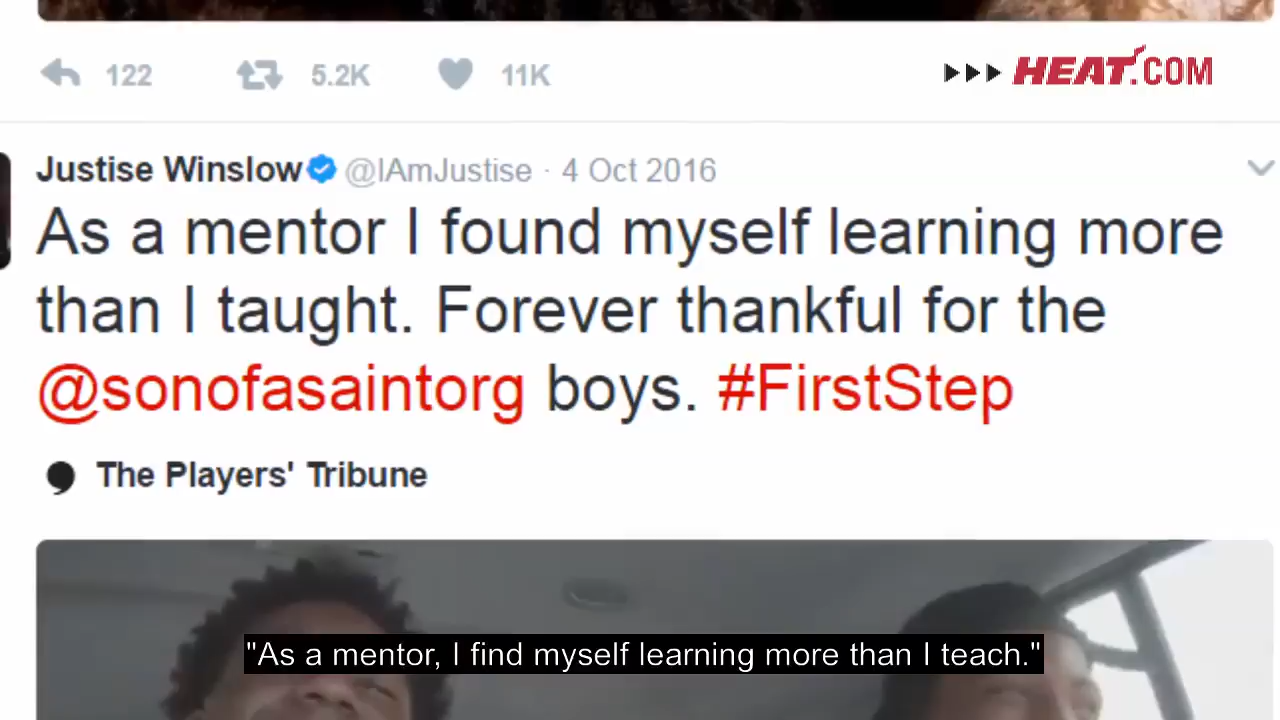 122 5.2K 11K
HEAT.COM
Justise Winslow @IAmJustise · 4 Oct 2016
As a mentor I found myself learning more
than I taught. Forever thankful for the
@sonofasaintorg boys. #FirstStep
The Players' Tribune
"As a mentor, I find myself learning more than I teach."